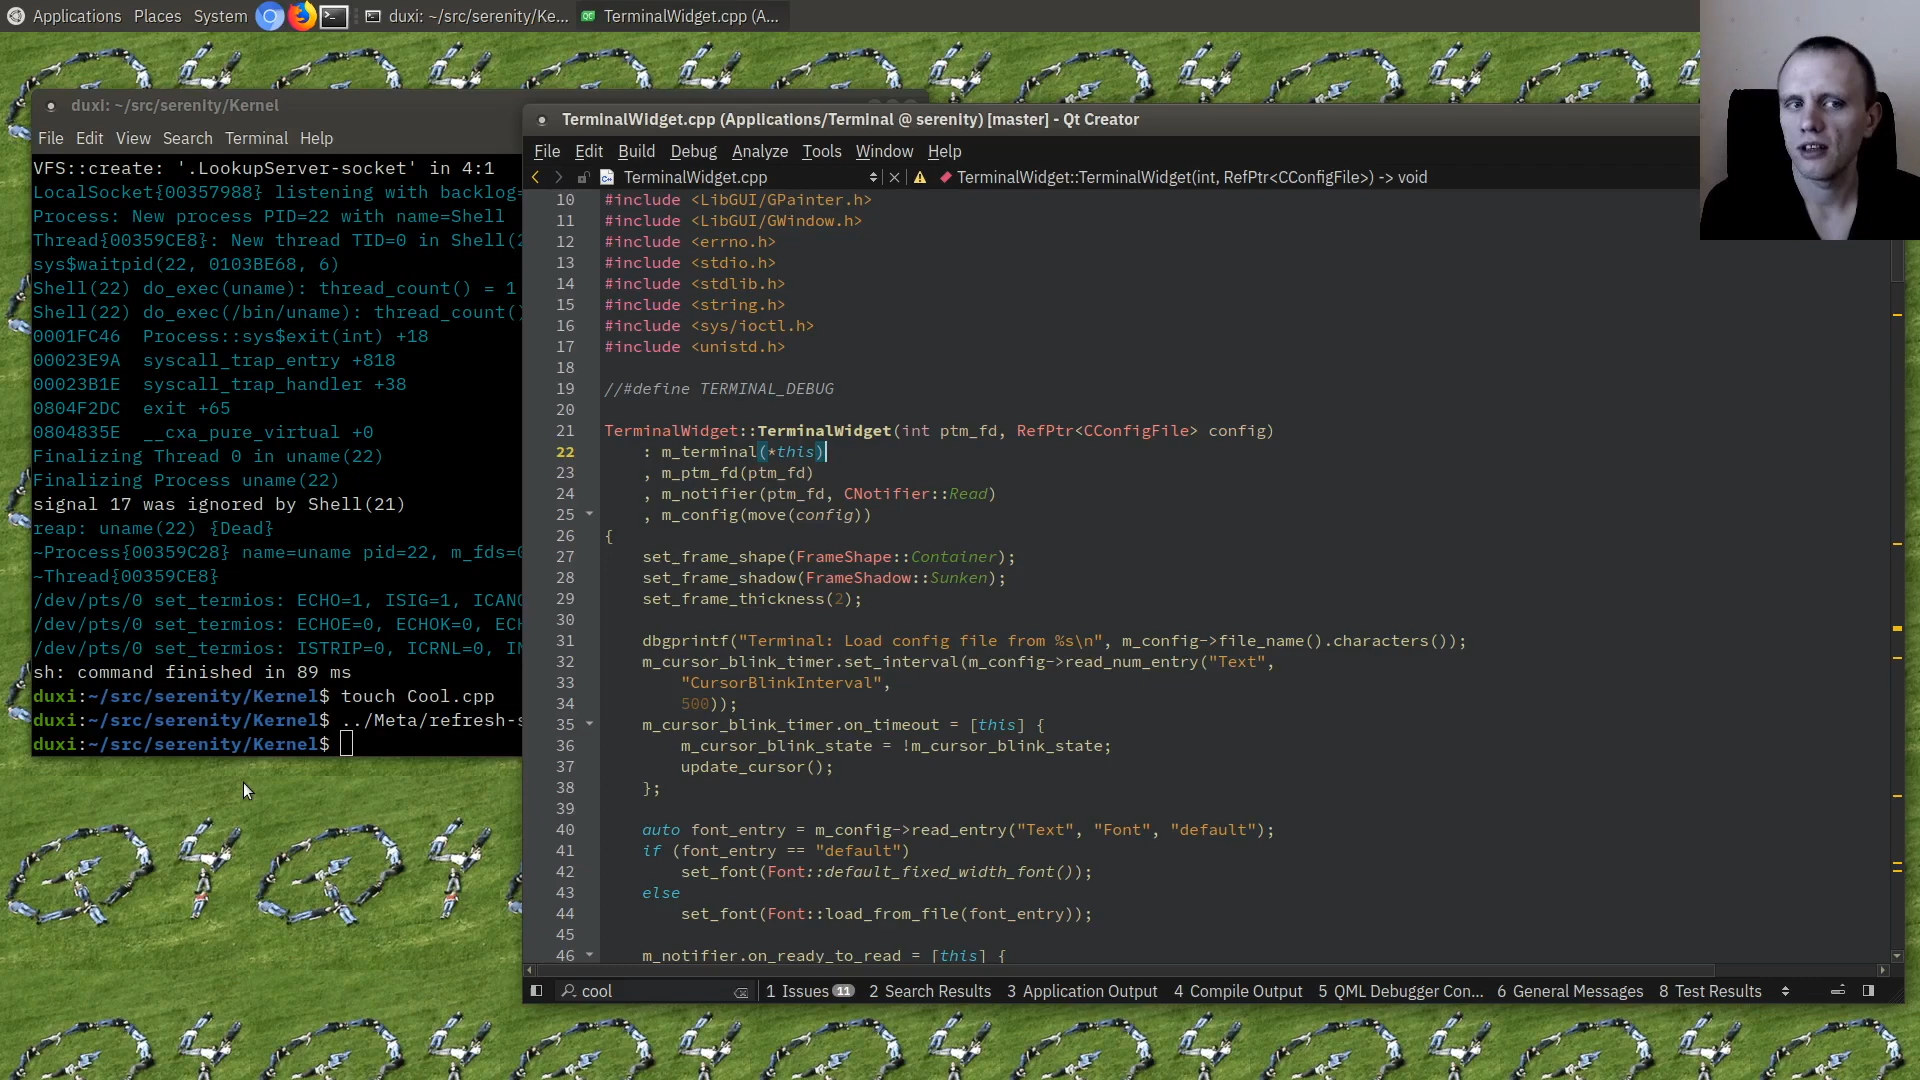 Applications Places System
duxi: ~/src/serenity/Ke...
TerminalWidget.cpp (A...
duxi: ~/src/serenity/Kernel
File Edit View Search Terminal Help
VFS::create: '.LookupServer-socket' in 4:1
LocalSocket{00357988} listening with backlog=
Process: New process PID=22 with name=Shell
Thread{00359CE8}: New thread TID=0 in Shell(2
sys$waitpid(22, 0103BE68, 6)
Shell(22) do_exec(uname): thread_count() = 1
Shell(22) do_exec(/bin/uname): thread_count()
0001FC46  Process::sys$exit(int) +18
00023E9A  syscall_trap_entry +818
00023B1E  syscall_trap_handler +38
0804F2DC  exit +65
0804835E  __cxa_pure_virtual +0
Finalizing Thread 0 in uname(22)
Finalizing Process uname(22)
signal 17 was ignored by Shell(21)
reap: uname(22) {Dead}
~Process{00359C28} name=uname pid=22, m_fds=0
~Thread{00359CE8}
/dev/pts/0 set_termios: ECHO=1, ISIG=1, ICANO
/dev/pts/0 set_termios: ECHOE=0, ECHOK=0, ECH
/dev/pts/0 set_termios: ISTRIP=0, ICRNL=0, IN
sh: command finished in 89 ms
duxi:~/src/serenity/Kernel$ touch Cool.cpp
duxi:~/src/serenity/Kernel$ ../Meta/refresh-s
duxi:~/src/serenity/Kernel$
TerminalWidget.cpp (Applications/Terminal @ serenity) [master] - Qt Creator
File Edit Build Debug Analyze Tools Window Help
TerminalWidget.cpp
TerminalWidget::TerminalWidget(int, RefPtr<CConfigFile>) -> void
10 #include <LibGUI/GPainter.h>
11 #include <LibGUI/GWindow.h>
12 #include <errno.h>
13 #include <stdio.h>
14 #include <stdlib.h>
15 #include <string.h>
16 #include <sys/ioctl.h>
17 #include <unistd.h>
18
19 //#define TERMINAL_DEBUG
20
21 TerminalWidget::TerminalWidget(int ptm_fd, RefPtr<CConfigFile> config)
22     : m_terminal(*this)
23     , m_ptm_fd(ptm_fd)
24     , m_notifier(ptm_fd, CNotifier::Read)
25     , m_config(move(config))
26 {
27     set_frame_shape(FrameShape::Container);
28     set_frame_shadow(FrameShadow::Sunken);
29     set_frame_thickness(2);
30
31     dbgprintf("Terminal: Load config file from %s\n", m_config->file_name().characters());
32     m_cursor_blink_timer.set_interval(m_config->read_num_entry("Text",
33         "CursorBlinkInterval",
34         500));
35     m_cursor_blink_timer.on_timeout = [this] {
36         m_cursor_blink_state = !m_cursor_blink_state;
37         update_cursor();
38     };
39
40     auto font_entry = m_config->read_entry("Text", "Font", "default");
41     if (font_entry == "default")
42         set_font(Font::default_fixed_width_font());
43     else
44         set_font(Font::load_from_file(font_entry));
45
46     m_notifier.on_ready_to_read = [this] {
cool 1 Issues 11 2 Search Results 3 Application Output 4 Compile Output 5 QML Debugger Con... 6 General Messages 8 Test Results